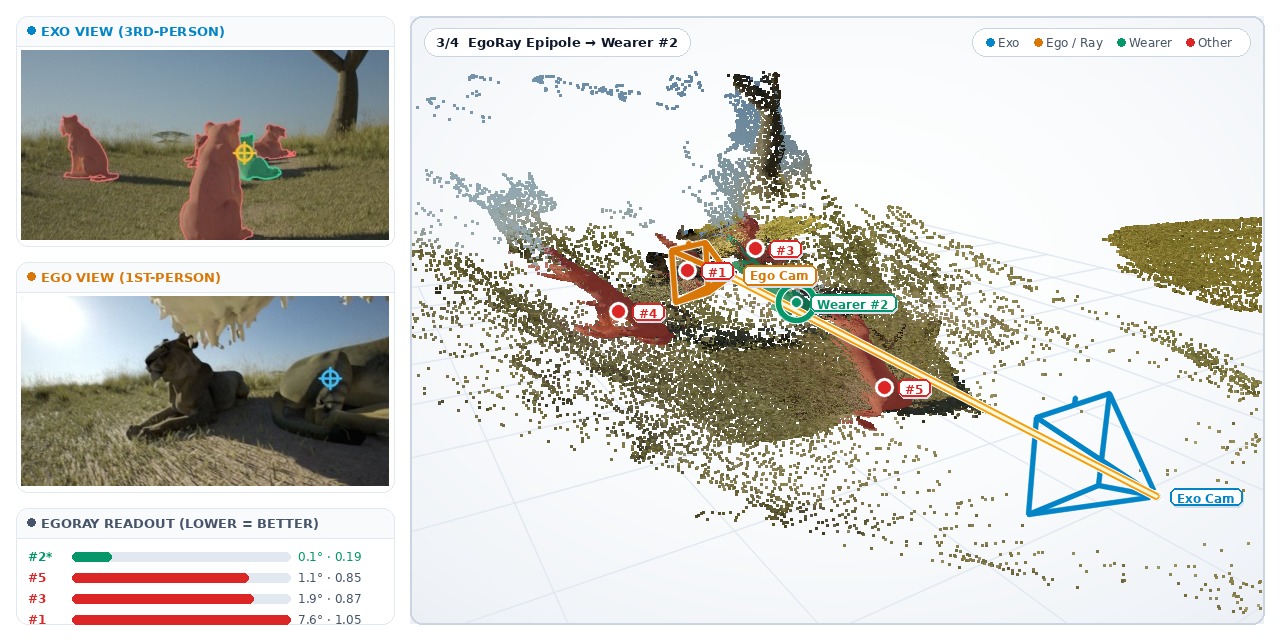 EXO VIEW (3RD-PERSON)
EGO VIEW (1ST-PERSON)
EGORAY READOUT (LOWER = BETTER)
#2* 0.1° · 0.19
#5 1.1° · 0.85
#3 1.9° · 0.87
#1 7.6° · 1.05
3/4 EgoRay Epipole → Wearer #2
Exo Ego / Ray Wearer Other
#3
#1
Ego Cam
Wearer #2
#4
#5
Exo Cam